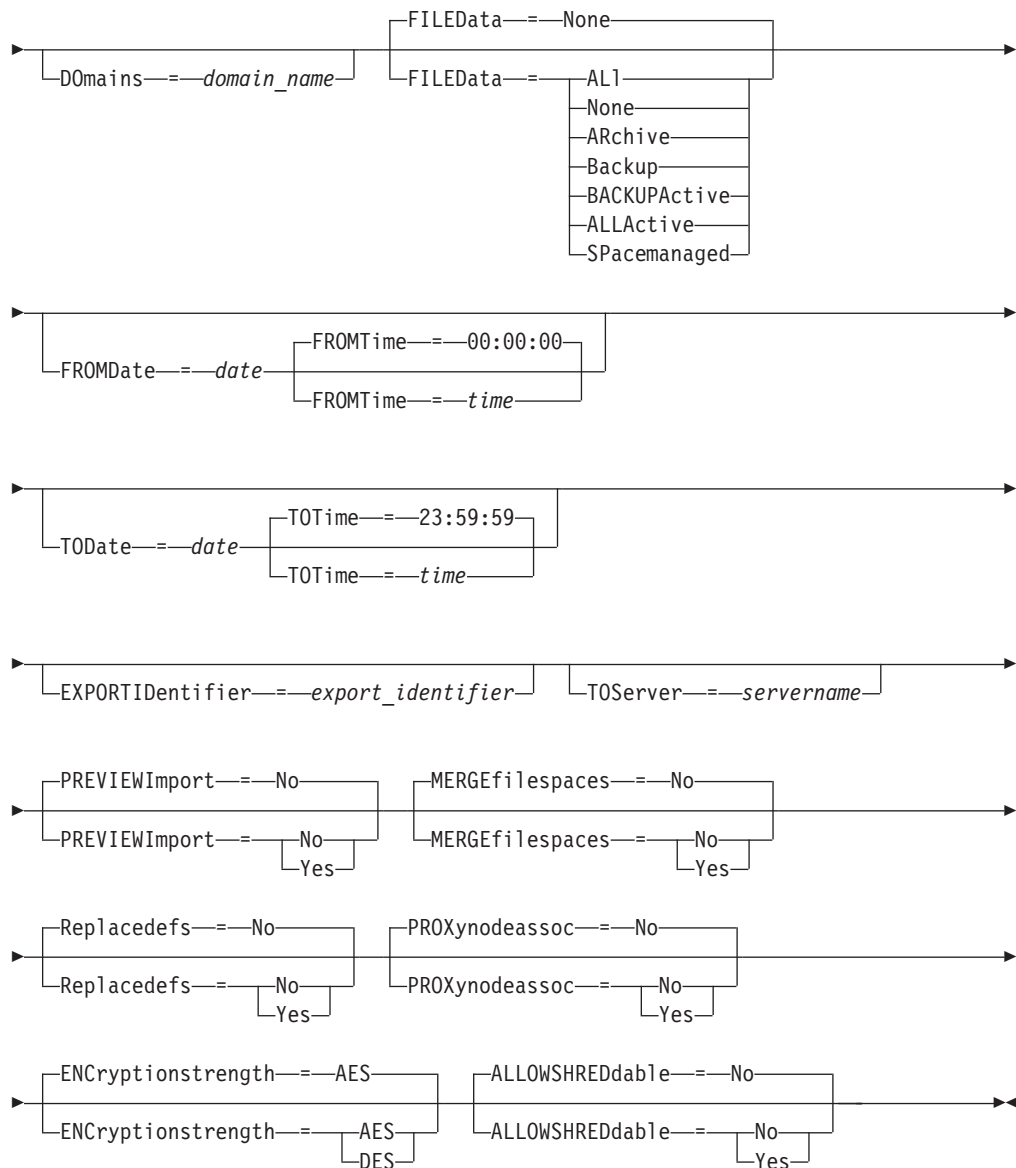 FILEData = None
DOmains = domain_name FILEData = ALl
None
ARchive
Backup
BACKUPActive
ALLActive
SPacemanaged
FROMTime = 00:00:00
FROMDate = date
FROMTime = time
TOTime = 23:59:59
TODate = date
TOTime = time
EXPORTIDentifier = export_identifier TOServer = servername
PREVIEWImport = No MERGEfilespaces = No
PREVIEWImport = No MERGEfilespaces = No
Yes Yes
Replacedefs = No PROXynodeassoc = No
Replacedefs = No PROXynodeassoc = No
Yes Yes
ENCryptionstrength = AES ALLOWSHREDdable = No
ENCryptionstrength = AES ALLOWSHREDdable = No
DES Yes